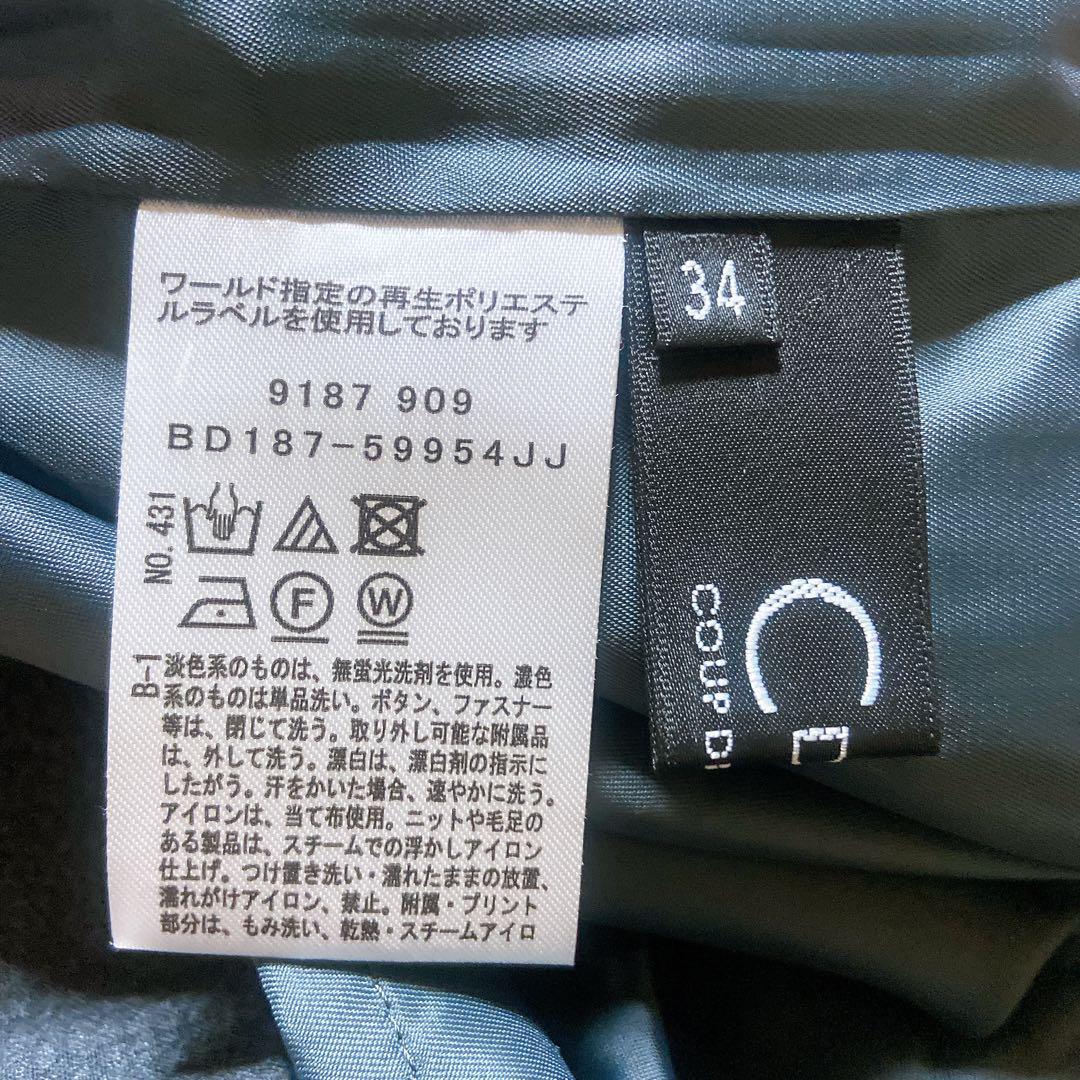 ワールド指定の再生ポリエステ
ルラベルを使用しております
9187 909
BD187-59954JJ
NO. 431
F
W
B-1
淡色系のものは、無蛍光洗剤を使用。濃色
系のものは単品洗い。ボタン、ファスナー
等は、閉じて洗う。取り外し可能な附属品
は、外して洗う。漂白は、漂白剤の指示に
したがう。汗をかいた場合、速やかに洗う。
アイロンは、当て布使用。ニットや毛足の
ある製品は、スチームでの浮かしアイロン
仕上げ。つけ置き洗い・濡れたままの放置、
濡れがけアイロン、禁止。附属・プリント
部分は、もみ洗い、乾熱・スチームアイロ
34
COUP D